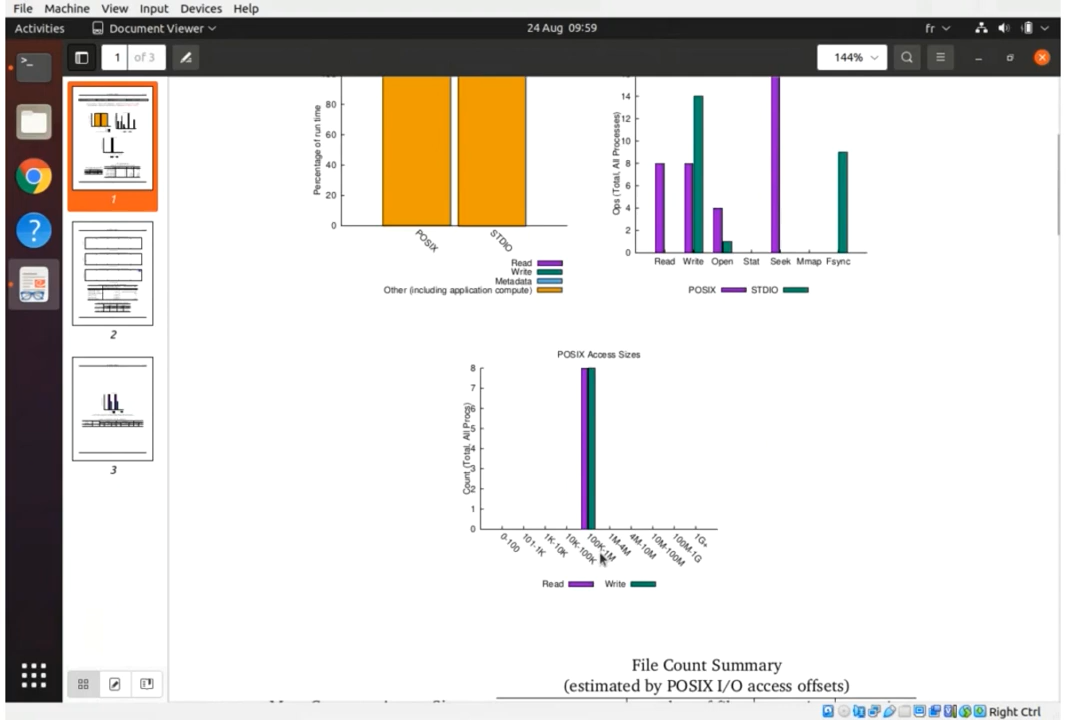 File Machine View Input Devices Help
Activities Document Viewer 24 Aug 09:59 fr
1 of 3 144%
1
2
3
80
60
40
20
0
Percentage of run time
POSIX
STDIO
Read
Write
Metadata
Other (including application compute)
14
12
10
8
6
4
2
0
Ops (Total, All Processes)
Read Write Open Stat Seek Mmap Fsync
POSIX STDIO
POSIX Access Sizes
8
7
6
5
4
3
2
1
0
Count (Total, All Procs)
0-100
101-1K
1K-10K
10K-100K
100K-1M
1M-4M
4M-10M
10M-100M
100M-1G
1G+
Read Write
File Count Summary
(estimated by POSIX I/O access offsets)
Right Ctrl